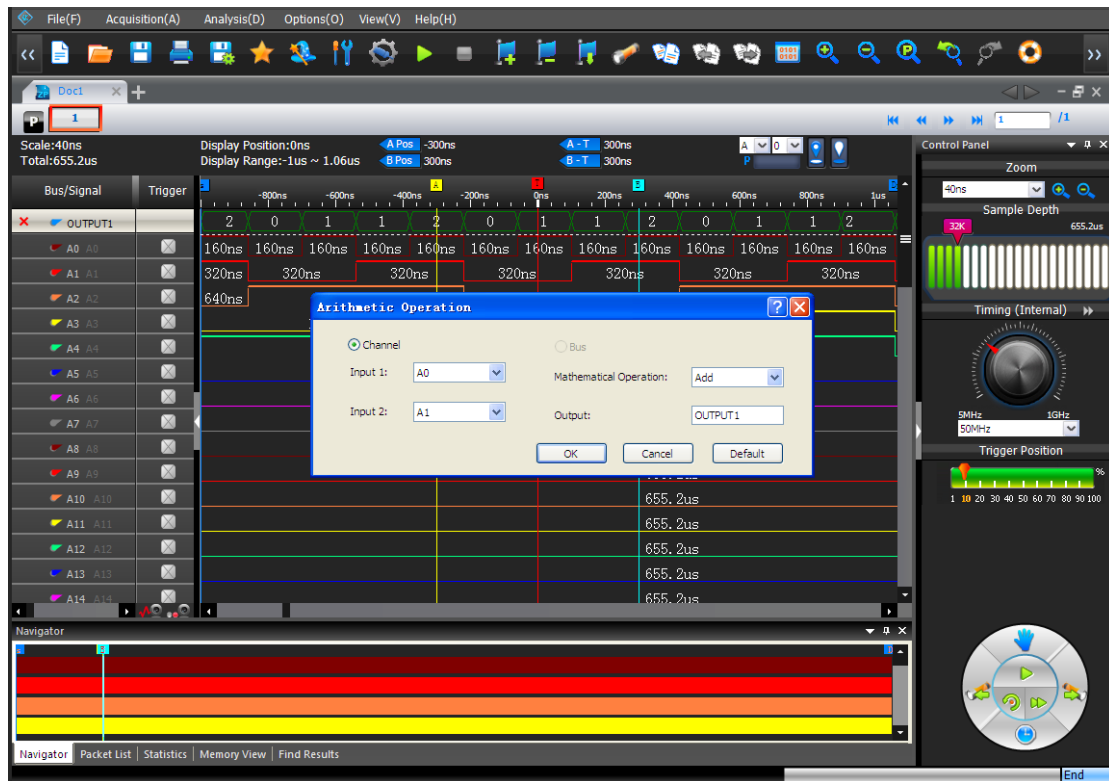 File(F) Acquisition(A) Analysis(D) Options(O) View(V) Help(H)
Doc1
P 1 1 /1
Scale:40ns Display Position:0ns A Pos -300ns A - T 300ns A 0
Total:655.2us Display Range:-1us ~ 1.06us B Pos 300ns B - T 300ns P
Control Panel
Zoom
40ns
Sample Depth
32K 655.2us
Timing (Internal)
5MHz 1GHz
50MHz
Trigger Position
%
1 10 20 30 40 50 60 70 80 90 100
Bus/Signal Trigger -800ns -600ns -400ns -200ns 0ns 200ns 400ns 600ns 800ns 1us
OUTPUT1 2 0 1 1 2 0 1 1 2 0 1 1 2
A0 A0 160ns 160ns 160ns 160ns 160ns 160ns 160ns 160ns 160ns 160ns 160ns 160ns 160ns
A1 A1 320ns 320ns 320ns 320ns 320ns 320ns 320ns
A2 A2 640ns
A3 A3
A4 A4
A5 A5
A6 A6
A7 A7
A8 A8
A9 A9
A10 A10 655.2us
A11 A11 655.2us
A12 A12 655.2us
A13 A13 655.2us
A14 A14 655.2us
Arithmetic Operation
Channel Bus
Input 1: A0 Mathematical Operation: Add
Input 2: A1 Output: OUTPUT1
OK Cancel Default
Navigator
Navigator Packet List Statistics Memory View Find Results
End